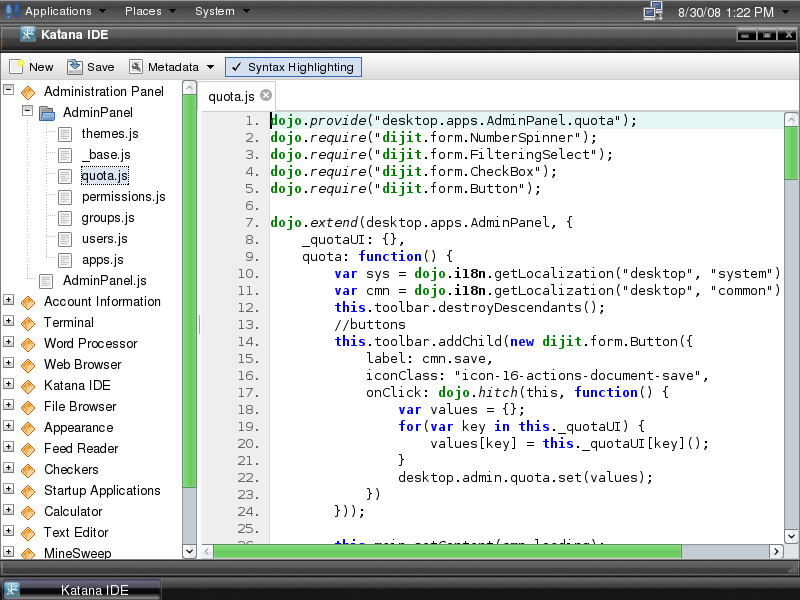 Applications Places System 8/30/08 1:22 PM
Katana IDE
New Save Metadata ✓ Syntax Highlighting
Administration Panel
AdminPanel
themes.js
_base.js
quota.js
permissions.js
groups.js
users.js
apps.js
AdminPanel.js
Account Information
Terminal
Word Processor
Web Browser
Katana IDE
File Browser
Appearance
Feed Reader
Checkers
Startup Applications
Calculator
Text Editor
MineSweep
quota.js
1. dojo.provide("desktop.apps.AdminPanel.quota");
2. dojo.require("dijit.form.NumberSpinner");
3. dojo.require("dijit.form.FilteringSelect");
4. dojo.require("dijit.form.CheckBox");
5. dojo.require("dijit.form.Button");
6.
7. dojo.extend(desktop.apps.AdminPanel, {
8. _quotaUI: {},
9. quota: function() {
10. var sys = dojo.i18n.getLocalization("desktop", "system")
11. var cmn = dojo.i18n.getLocalization("desktop", "common")
12. this.toolbar.destroyDescendants();
13. //buttons
14. this.toolbar.addChild(new dijit.form.Button({
15. label: cmn.save,
16. iconClass: "icon-16-actions-document-save",
17. onClick: dojo.hitch(this, function() {
18. var values = {};
19. for(var key in this._quotaUI) {
20. values[key] = this._quotaUI[key]();
21. }
22. desktop.admin.quota.set(values);
23. })
24. }));
25.
26. this.main.setContent(cmn.loading);
Katana IDE